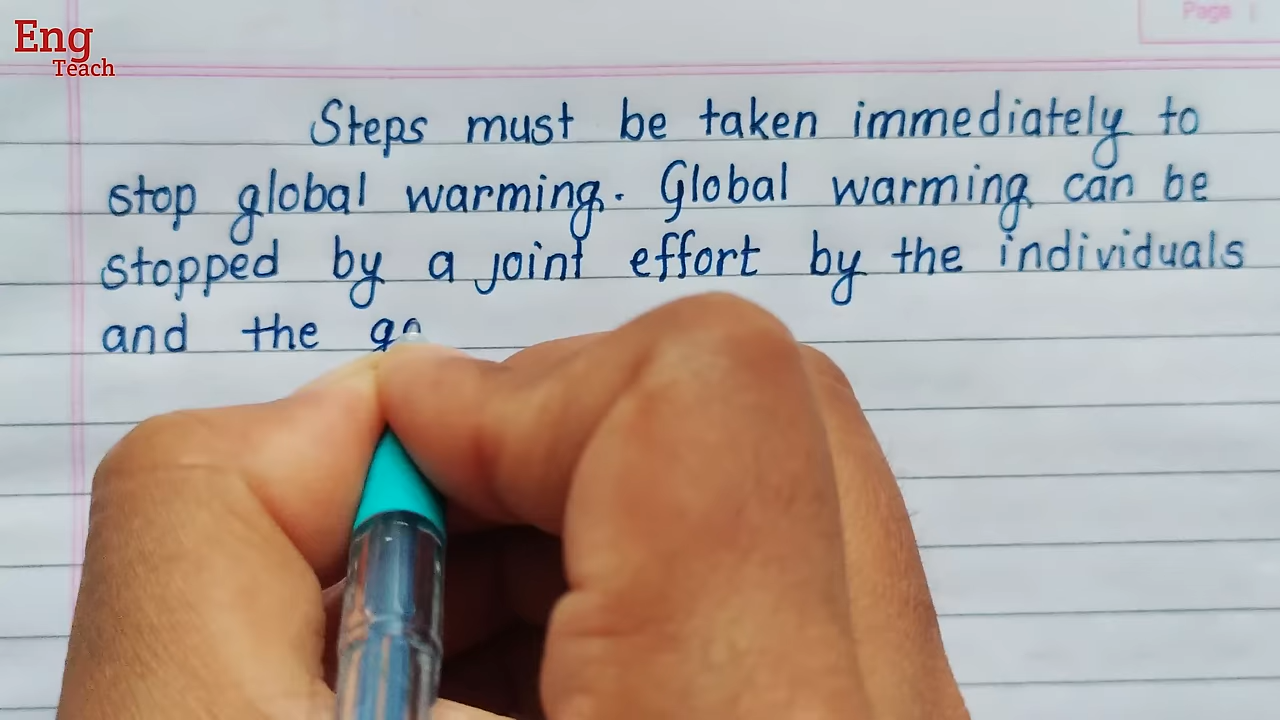 Eng
Teach
Page
Steps must be taken immediately to
stop global warming. Global warming can be
stopped by a joint effort by the individuals
and the